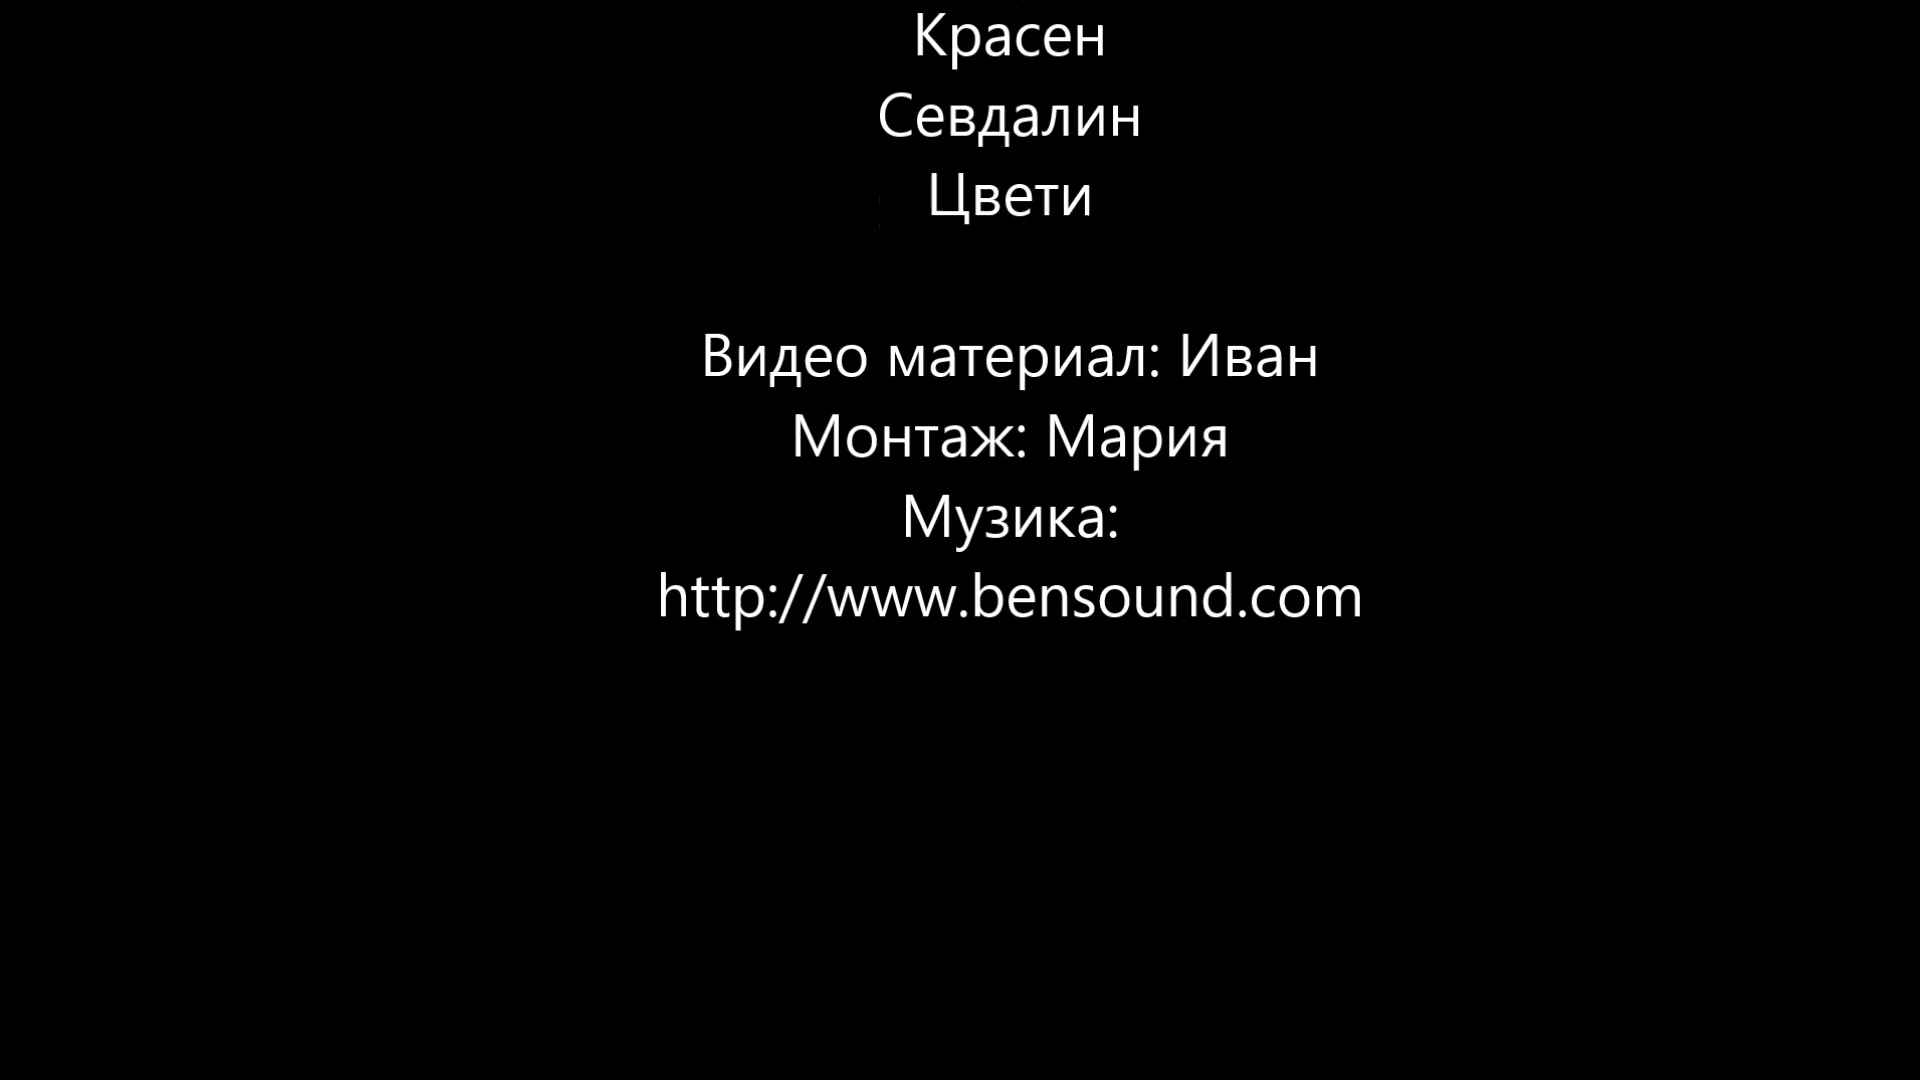 Красен
Севдалин
Цвети
Видео материал: Иван
Монтаж: Мария
Музика:
http://www.bensound.com